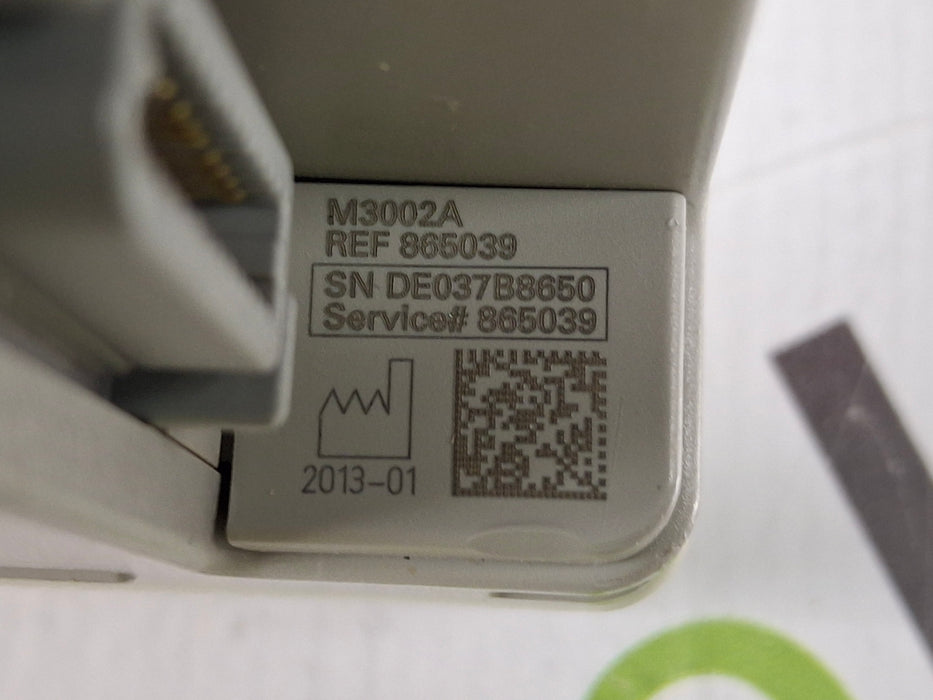 M3002A
REF 865039
SN DE037B8650
Service# 865039
2013-01